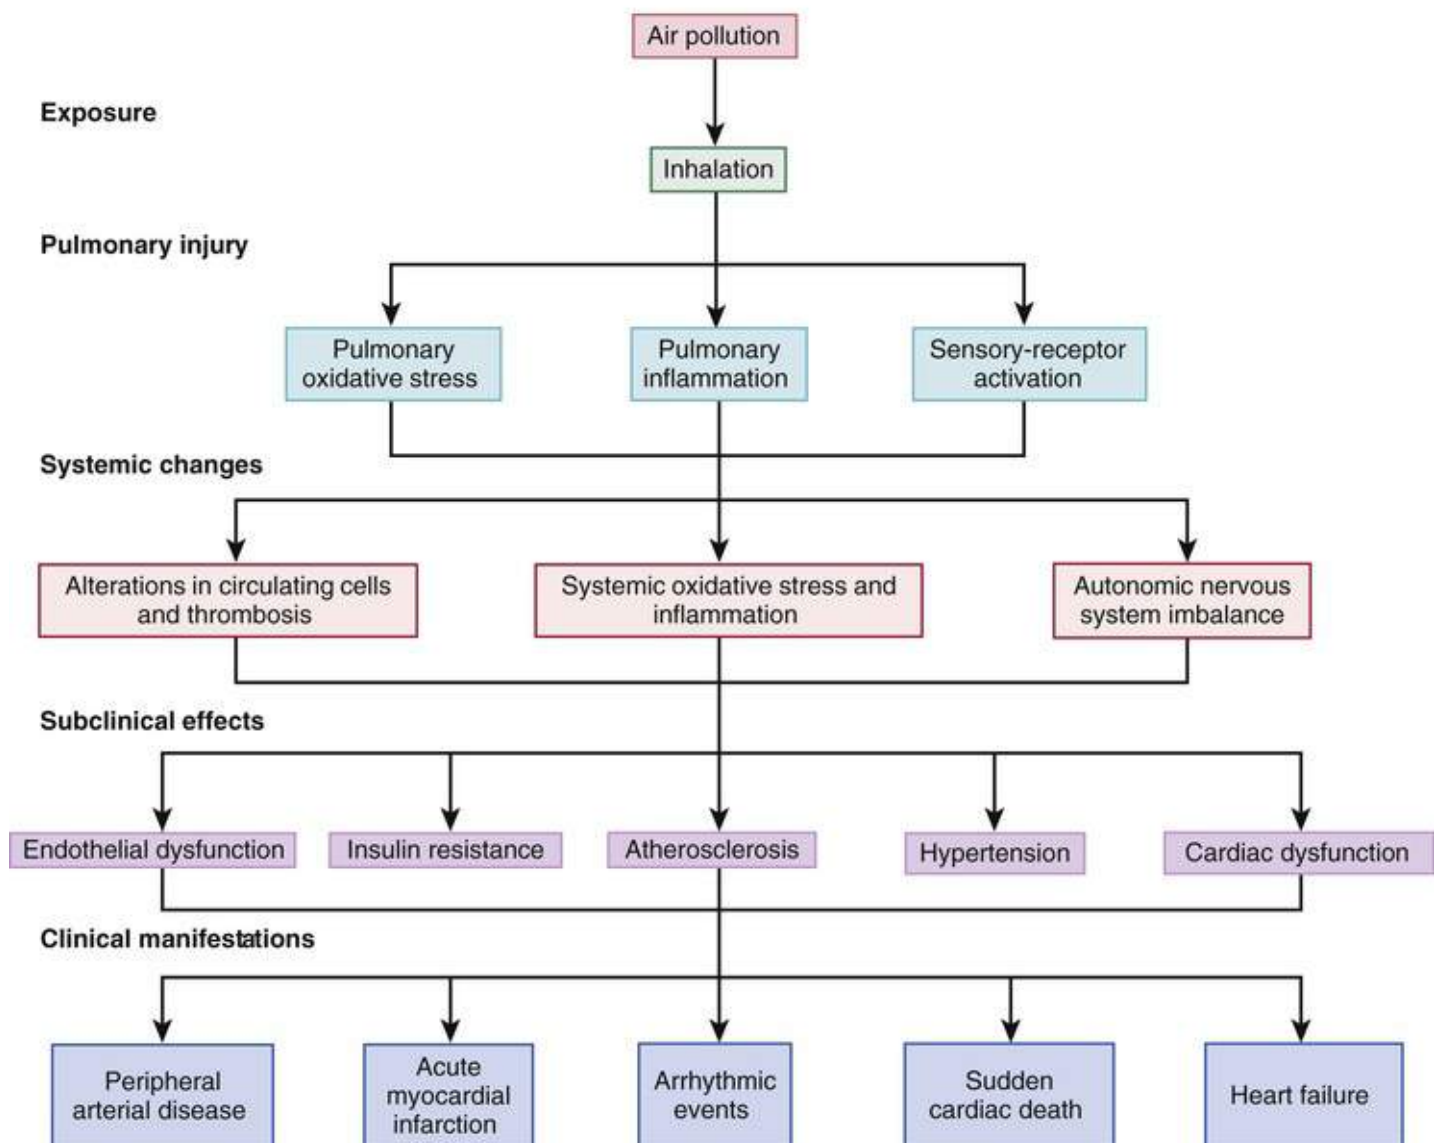 Air pollution
Exposure
Inhalation
Pulmonary injury
Pulmonary
oxidative stress
Pulmonary
inflammation
Sensory-receptor
activation
Systemic changes
Alterations in circulating cells
and thrombosis
Systemic oxidative stress and
inflammation
Autonomic nervous
system imbalance
Subclinical effects
Endothelial dysfunction
Insulin resistance
Atherosclerosis
Hypertension
Cardiac dysfunction
Clinical manifestations
Peripheral
arterial disease
Acute
myocardial
infarction
Arrhythmic
events
Sudden
cardiac death
Heart failure